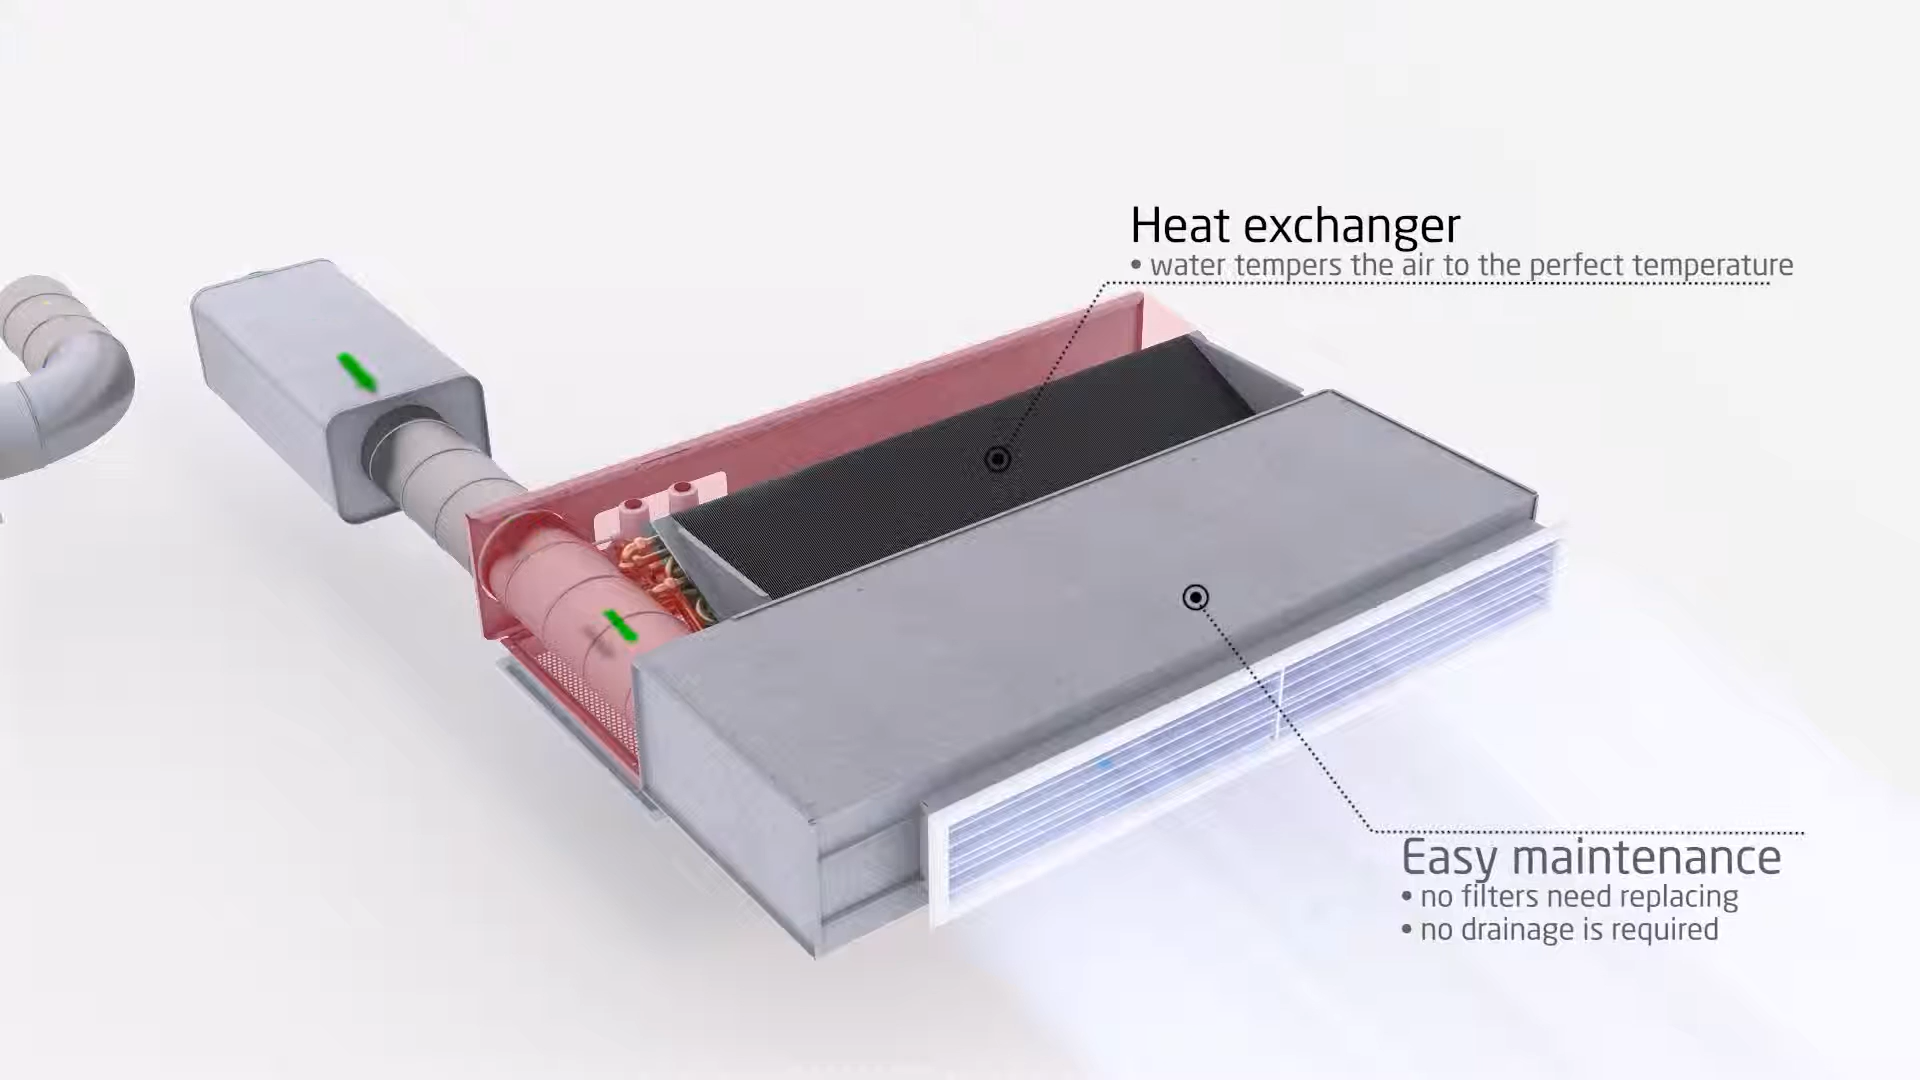 Heat exchanger
• water tempers the air to the perfect temperature
Easy maintenance
• no filters need replacing
• no drainage is required